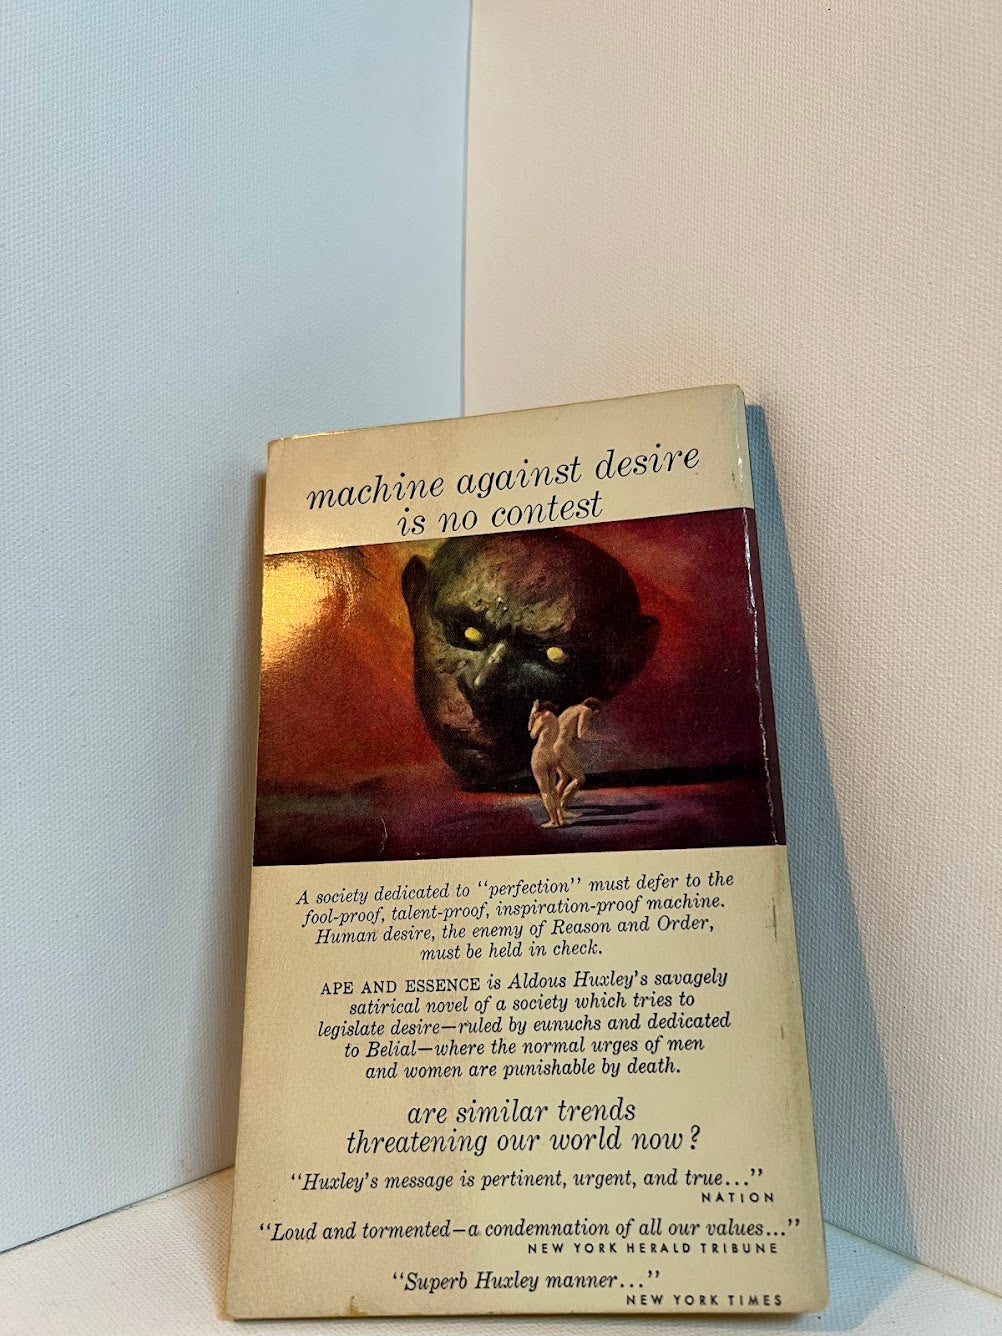 machine against desire
is no contest
A society dedicated to “perfection” must defer to the
fool-proof, talent-proof, inspiration-proof machine.
Human desire, the enemy of Reason and Order,
must be held in check.
APE AND ESSENCE is Aldous Huxley's savagely
satirical novel of a society which tries to
legislate desire—ruled by eunuchs and dedicated
to Belial—where the normal urges of men
and women are punishable by death.
are similar trends
threatening our world now?
“Huxley's message is pertinent, urgent, and true...”
NATION
“Loud and tormented—a condemnation of all our values...”
NEW YORK HERALD TRIBUNE
“Superb Huxley manner...”
NEW YORK TIMES